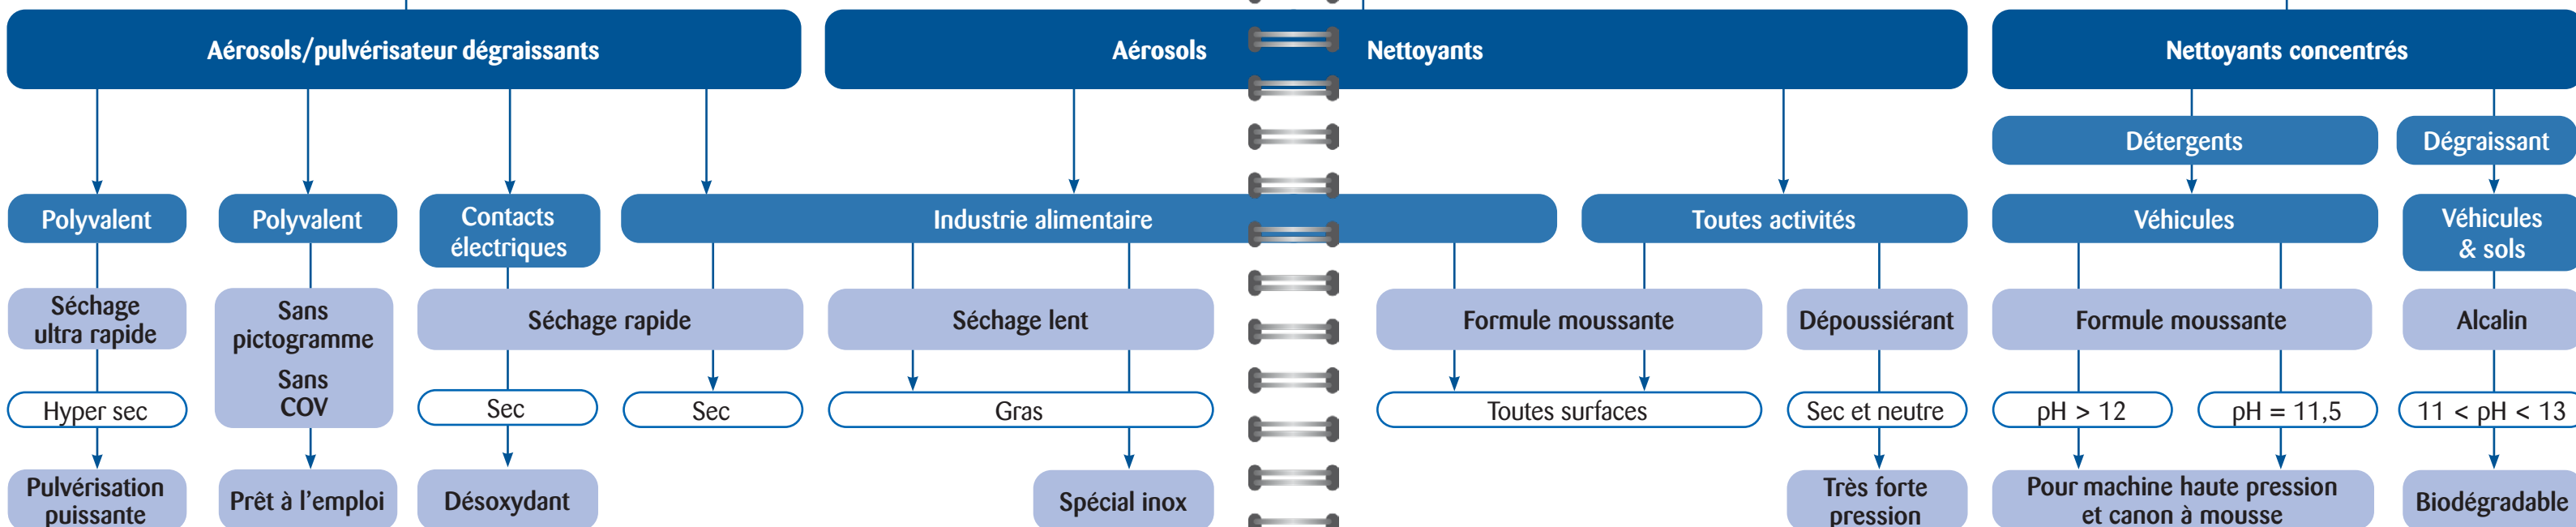 Aérosols/pulvérisateur dégraissants
Aérosols Nettoyants
Nettoyants concentrés
Détergents
Dégraissant
Polyvalent
Polyvalent
Contacts
électriques
Industrie alimentaire
Toutes activités
Véhicules
Véhicules
& sols
Séchage
ultra rapide
Sans
pictogramme
Sans
COV
Séchage rapide
Séchage lent
Formule moussante
Dépoussiérant
Formule moussante
Alcalin
Hyper sec
Sec
Sec
Gras
Toutes surfaces
Sec et neutre
pH > 12
pH = 11,5
11 < pH < 13
Pulvérisation
puissante
Prêt à l'emploi
Désoxydant
Spécial inox
Très forte
pression
Pour machine haute pression
et canon à mousse
Biodégradable